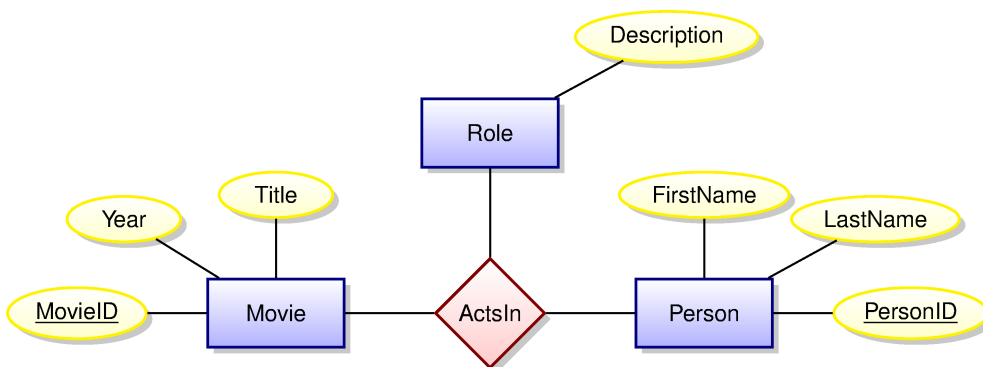 Description
Role
Title
FirstName
Year
LastName
MovieID
Movie
ActsIn
Person
PersonID